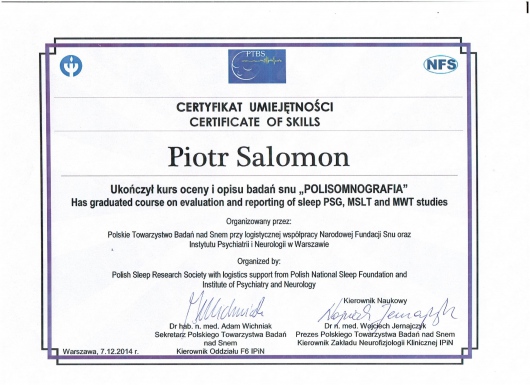 PTBS
NFS
CERTYFIKAT UMIEJĘTNOŚCI
CERTIFICATE OF SKILLS
Piotr Salomon
Ukończył kurs oceny i opisu badań snu „POLISOMNOGRAFIA”
Has graduated course on evaluation and reporting of sleep PSG, MSLT and MWT studies
Organizowany przez:
Polskie Towarzystwo Badań nad Snem przy logistycznej współpracy Narodowej Fundacji Snu oraz
Instytutu Psychiatrii i Neurologii w Warszawie
Organized by:
Polish Sleep Research Society with logistics support from Polish National Sleep Foundation and
Institute of Psychiatry and Neurology
Kierownik Naukowy
Dr hab. n. med. Adam Wichniak
Sekretarz Polskiego Towarzystwa Badań
nad Snem
Kierownik Oddziału F6 IPiN
Dr n. med. Wojciech Jernajczyk
Prezes Polskiego Towarzystwa Badań nad Snem
Kierownik Zakładu Neurofizjologii Klinicznej IPiN
Warszawa, 7.12.2014 r.